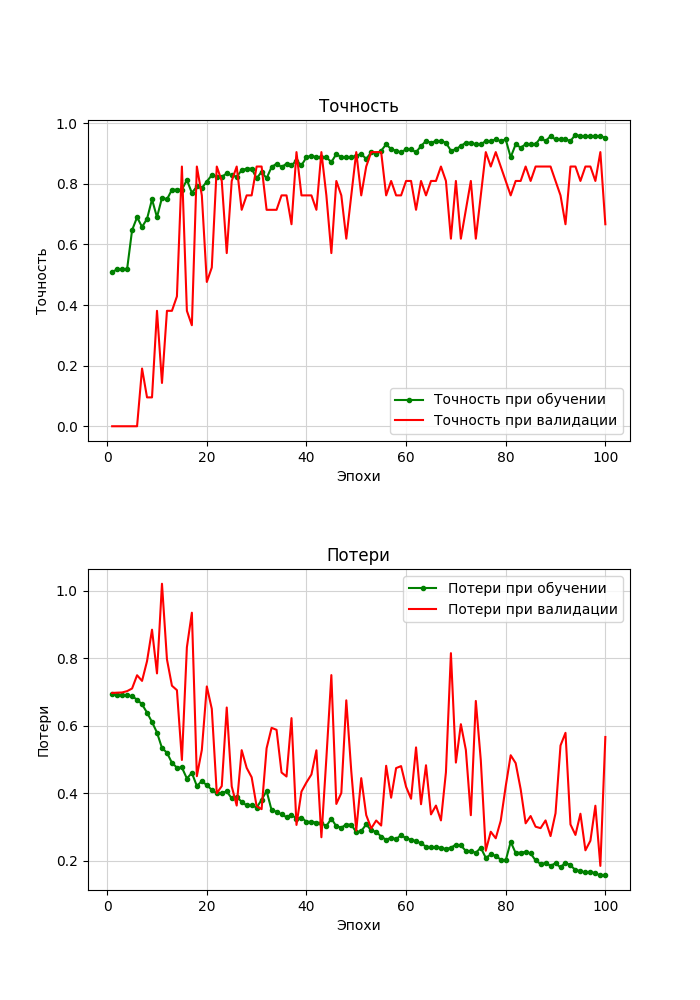 Точность
1.0
0.8
0.6
0.4
0.2
0.0
Точность
Точность при обучении
Точность при валидации
0 20 40 60 80 100
Эпохи
Потери
1.0
0.8
0.6
0.4
0.2
Потери
Потери при обучении
Потери при валидации
0 20 40 60 80 100
Эпохи